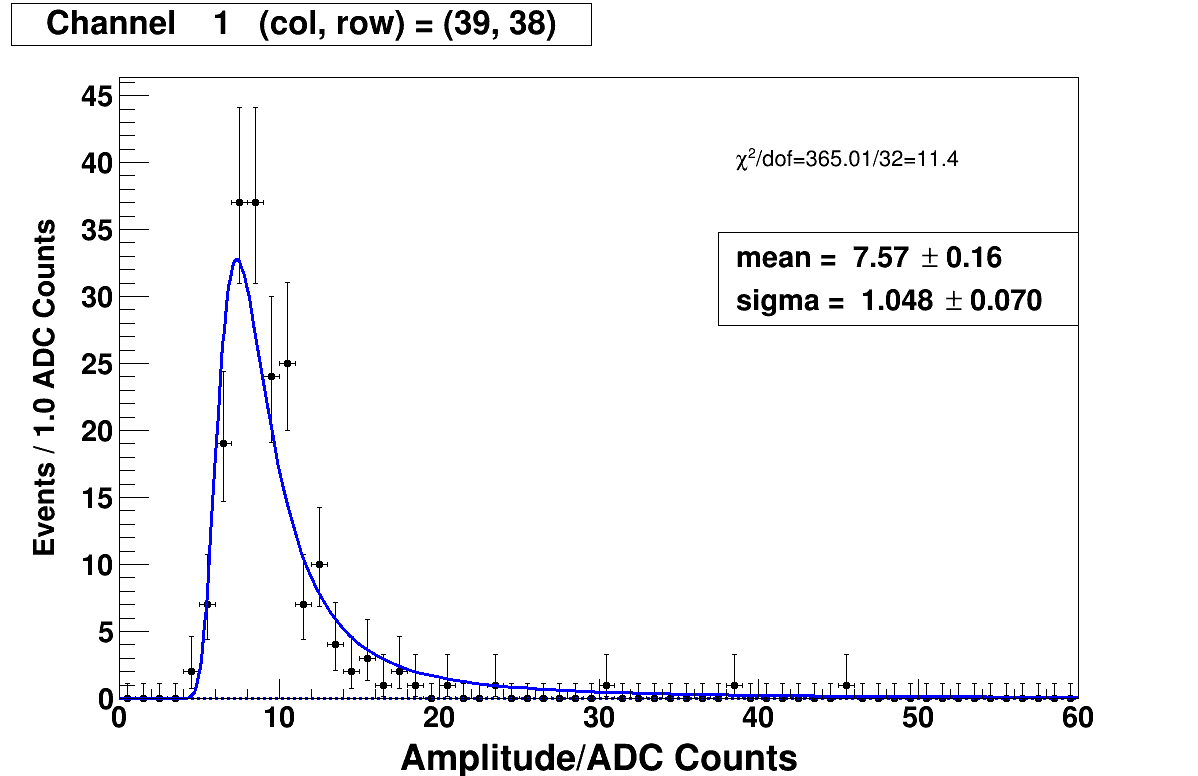 Channel 1 (col, row) = (39, 38)
45
40
35
30
25
20
15
10
5
0
Events / 1.0 ADC Counts
χ²/dof=365.01/32=11.4
mean = 7.57 ± 0.16
sigma = 1.048 ± 0.070
0 10 20 30 40 50 60
Amplitude/ADC Counts